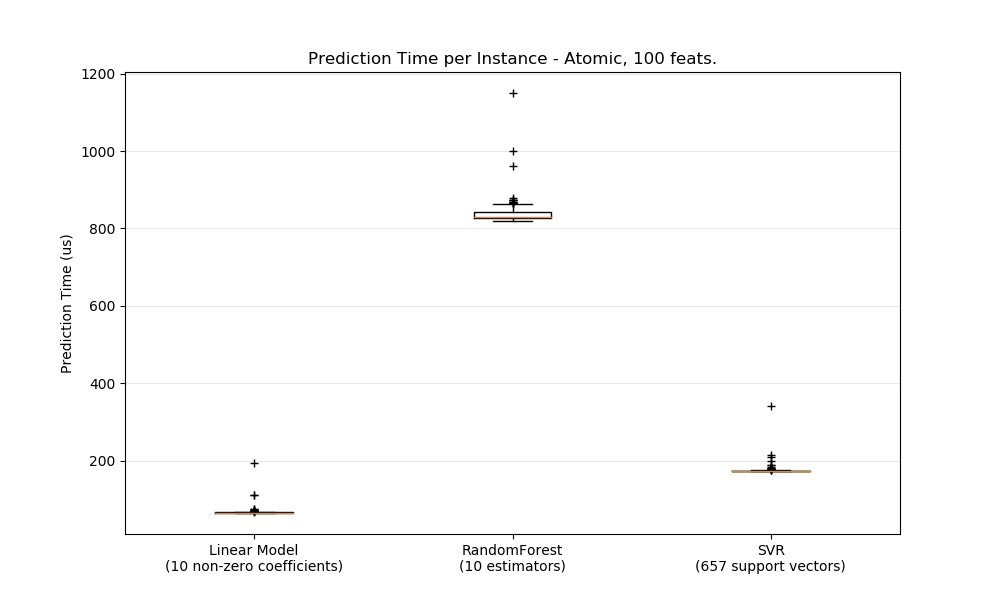 Prediction Time per Instance - Atomic, 100 feats.
1200
1000
800
600
400
200
Prediction Time (us)
Linear Model
(10 non-zero coefficients)
RandomForest
(10 estimators)
SVR
(657 support vectors)